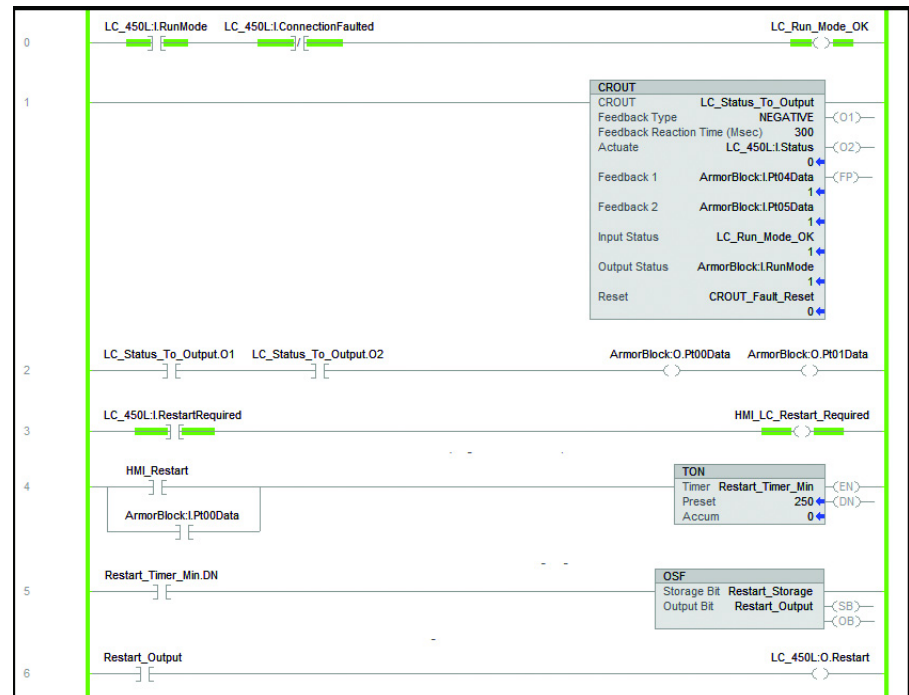 LC_450L:I.RunMode LC_450L:I.ConnectionFaulted LC_Run_Mode_OK
0
CROUT
1 CROUT LC_Status_To_Output
Feedback Type NEGATIVE (O1)
Feedback Reaction Time (Msec) 300
Actuate LC_450L:I.Status (O2)
0
Feedback 1 ArmorBlock:I.Pt04Data (FP)
1
Feedback 2 ArmorBlock:I.Pt05Data
1
Input Status LC_Run_Mode_OK
1
Output Status ArmorBlock:I.RunMode
1
Reset CROUT_Fault_Reset
0
LC_Status_To_Output.O1 LC_Status_To_Output.O2 ArmorBlock:O.Pt00Data ArmorBlock:O.Pt01Data
2
LC_450L:I.RestartRequired HMI_LC_Restart_Required
3
HMI_Restart TON
4 Timer Restart_Timer_Min (EN)
Preset 250 (DN)
ArmorBlock:I.Pt00Data Accum 0
Restart_Timer_Min.DN OSF
5 Storage Bit Restart_Storage
Output Bit Restart_Output (SB)
(OB)
Restart_Output LC_450L:O.Restart
6